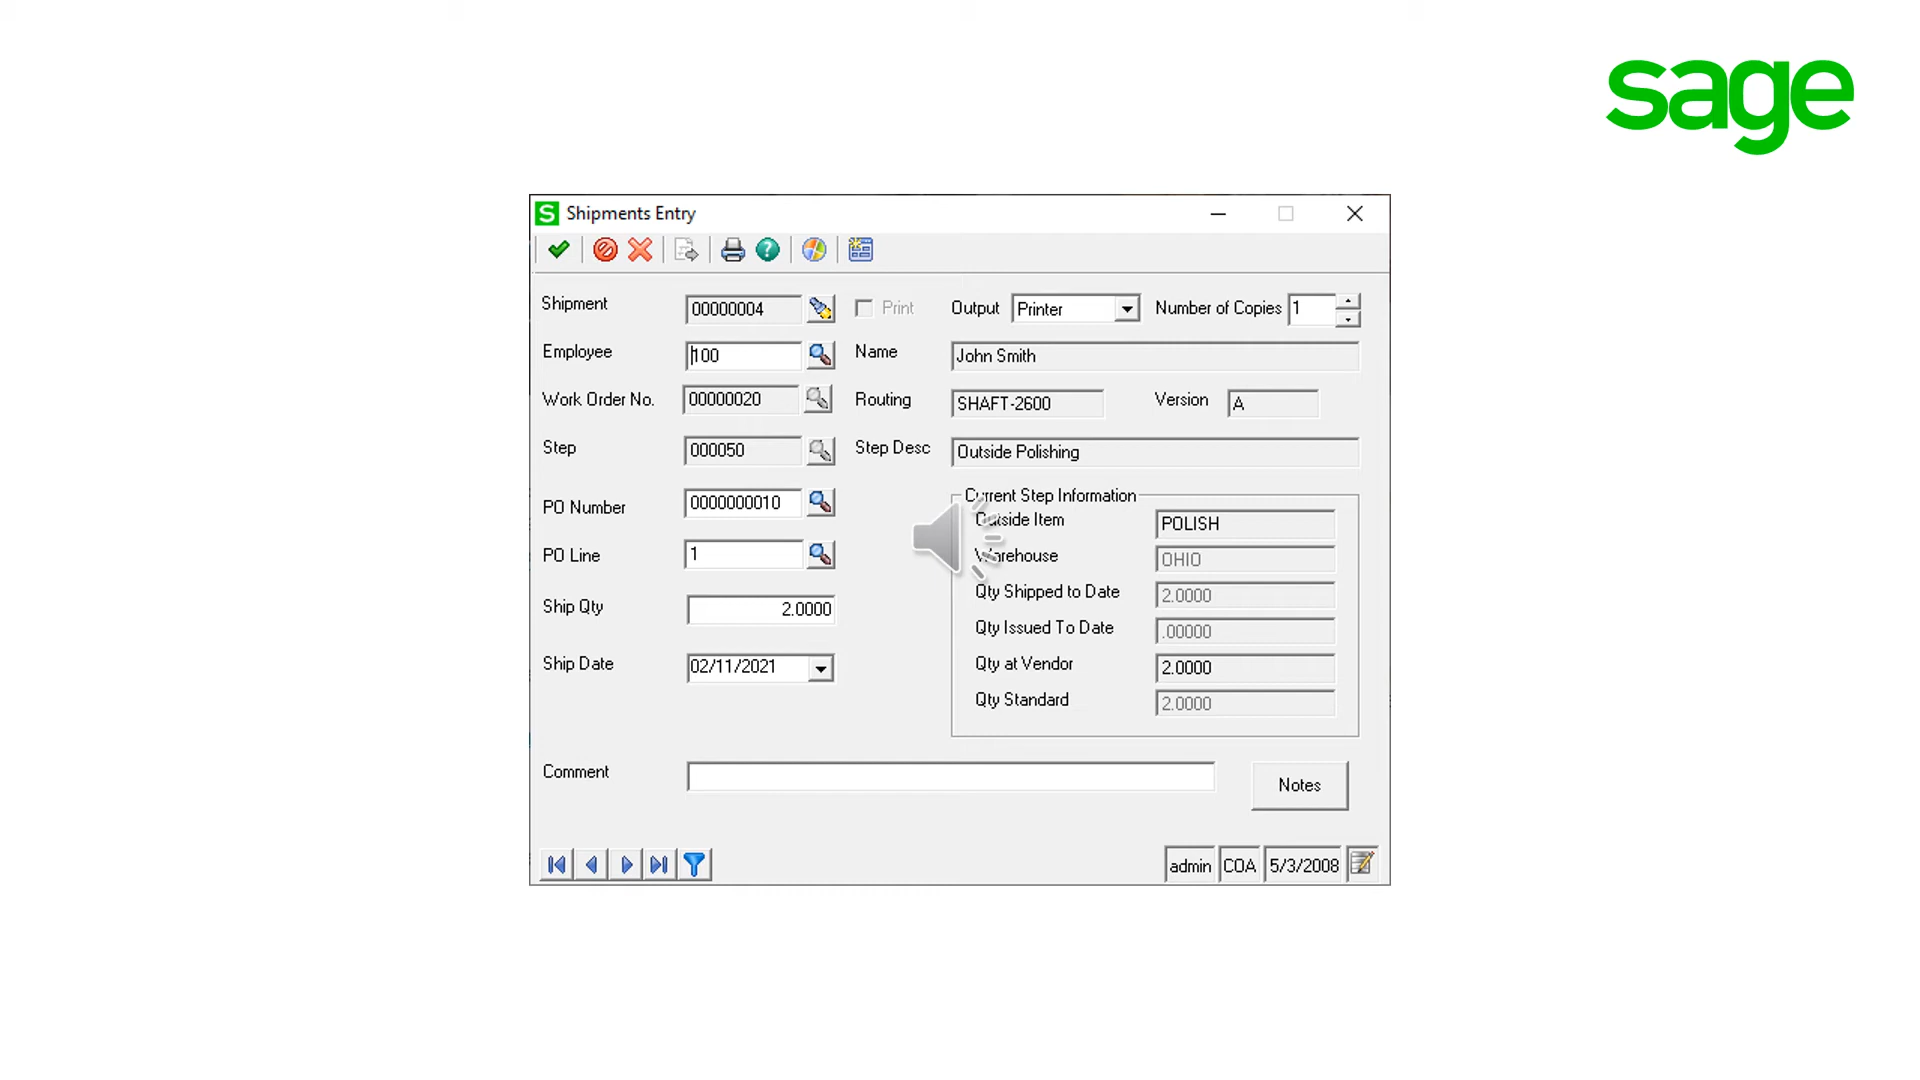 sage
S Shipments Entry
Shipment 00000004 Print Output Printer Number of Copies 1
Employee 100 Name John Smith
Work Order No. 00000020 Routing SHAFT-2600 Version A
Step 000050 Step Desc Outside Polishing
PO Number 0000000010
PO Line 1
Ship Qty 2.0000
Ship Date 02/11/2021
Current Step Information
Outside Item POLISH
Warehouse OHIO
Qty Shipped to Date 2.0000
Qty Issued To Date .00000
Qty at Vendor 2.0000
Qty Standard 2.0000
Comment
Notes
admin COA 5/3/2008